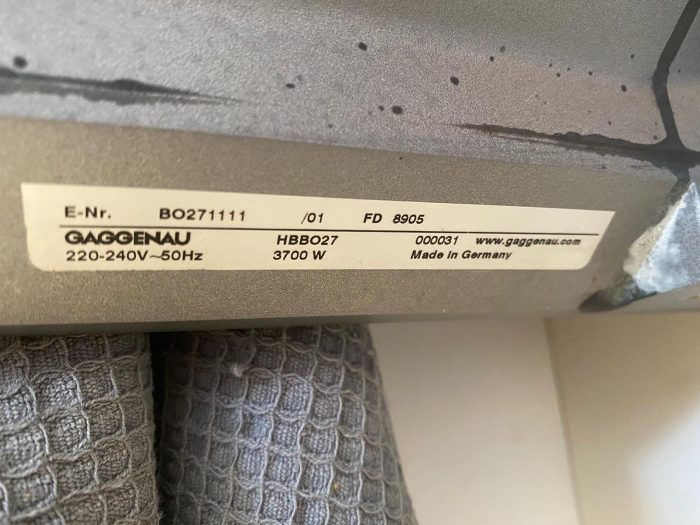 E-Nr. BO271111 /01 FD 8905
GAGGENAU HBBO27 000031 www.gaggenau.com
220-240V~50Hz 3700 W Made in Germany